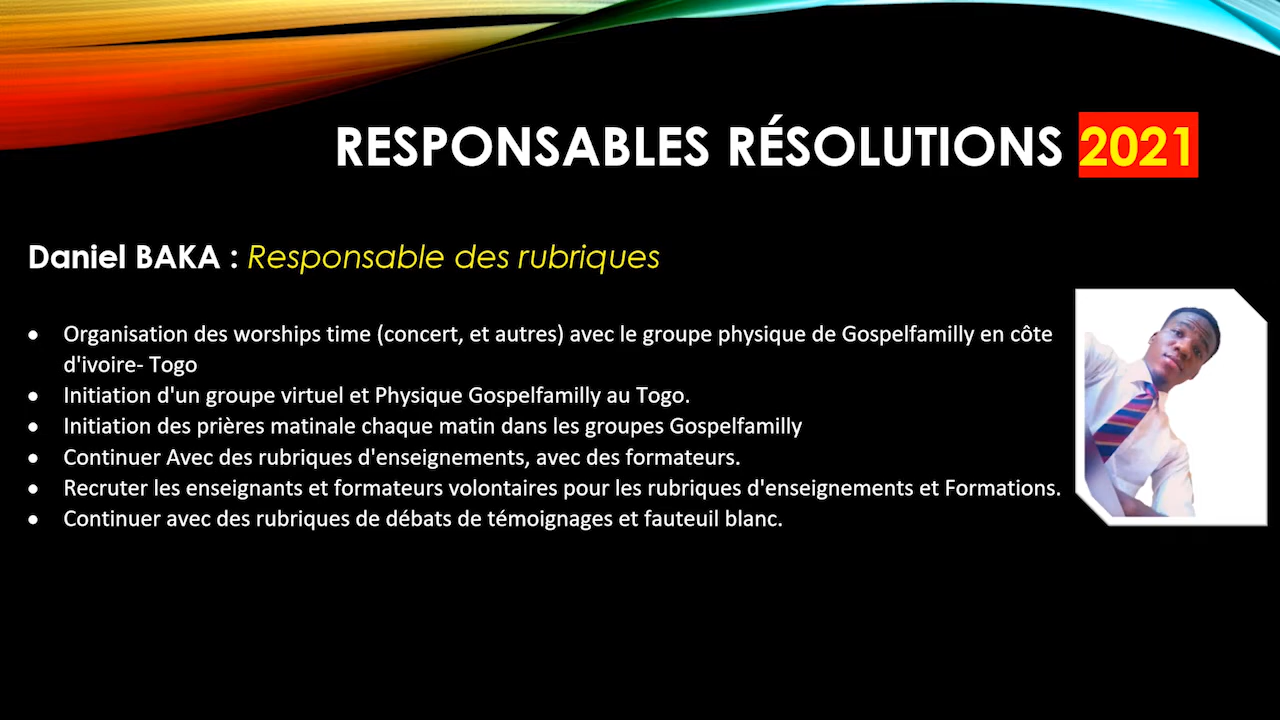 RESPONSABLES RÉSOLUTIONS 2021
Daniel BAKA : Responsable des rubriques
• Organisation des worships time (concert, et autres) avec le groupe physique de Gospelfamilly en côte
d'ivoire- Togo
• Initiation d'un groupe virtuel et Physique Gospelfamilly au Togo.
• Initiation des prières matinale chaque matin dans les groupes Gospelfamilly
• Continuer Avec des rubriques d'enseignements, avec des formateurs.
• Recruter les enseignants et formateurs volontaires pour les rubriques d'enseignements et Formations.
• Continuer avec des rubriques de débats de témoignages et fauteuil blanc.